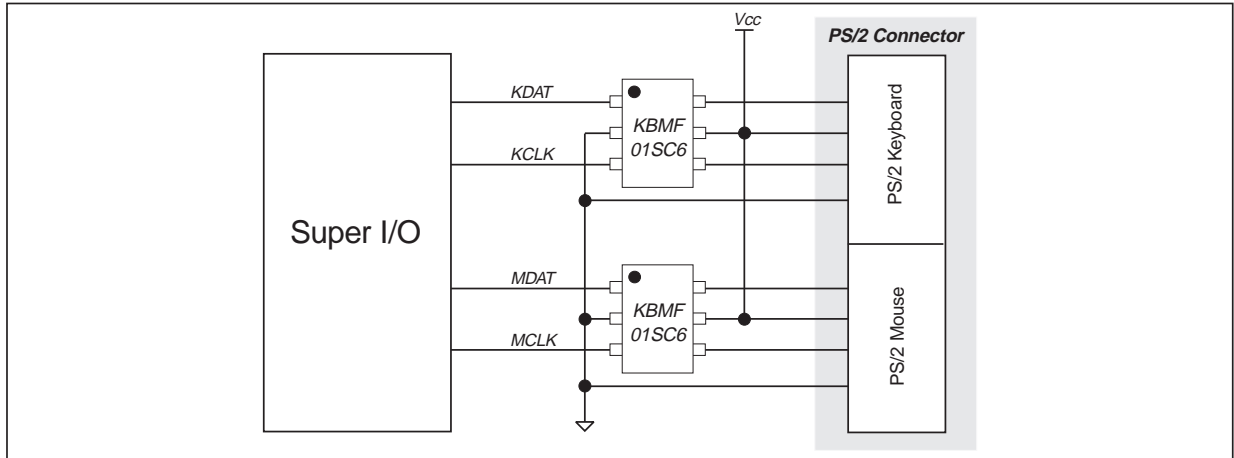 Vcc
PS/2 Connector
KDAT
KBMF
01SC6
KCLK
PS/2 Keyboard
Super I/O
MDAT
KBMF
01SC6
MCLK
PS/2 Mouse